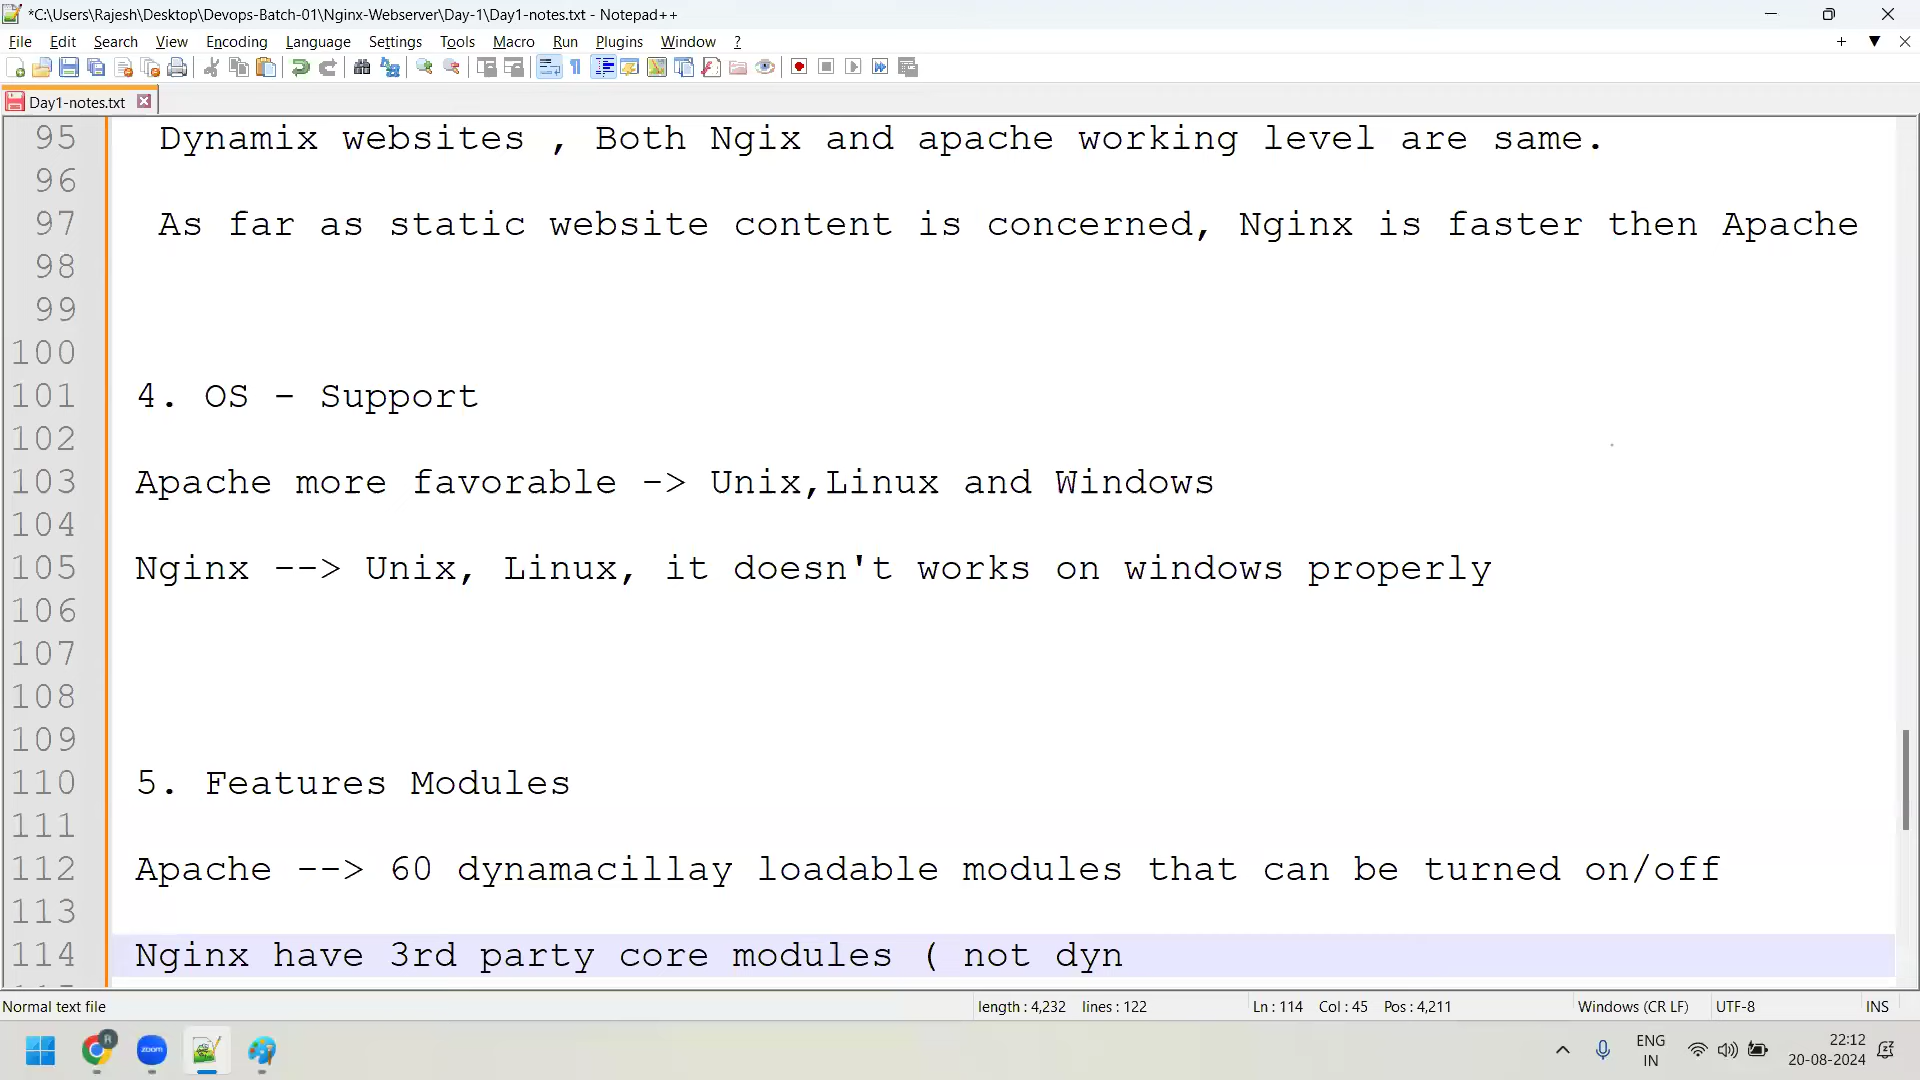 *C:\Users\Rajesh\Desktop\Devops-Batch-01\Nginx-Webserver\Day-1\Day1-notes.txt - Notepad++
File Edit Search View Encoding Language Settings Tools Macro Run Plugins Window ?
Day1-notes.txt
95 Dynamix websites , Both Ngix and apache working level are same.
96
97 As far as static website content is concerned, Nginx is faster then Apache
98
99
100
101 4. OS - Support
102
103 Apache more favorable -> Unix,Linux and Windows
104
105 Nginx --> Unix, Linux, it doesn't works on windows properly
106
107
108
109
110 5. Features Modules
111
112 Apache --> 60 dynamacillay loadable modules that can be turned on/off
113
114 Nginx have 3rd party core modules ( not dyn
Normal text file length : 4,232 lines : 122 Ln : 114 Col : 45 Pos : 4,211 Windows (CR LF) UTF-8 INS
R
zoom
ENG
IN
22:12
20-08-2024